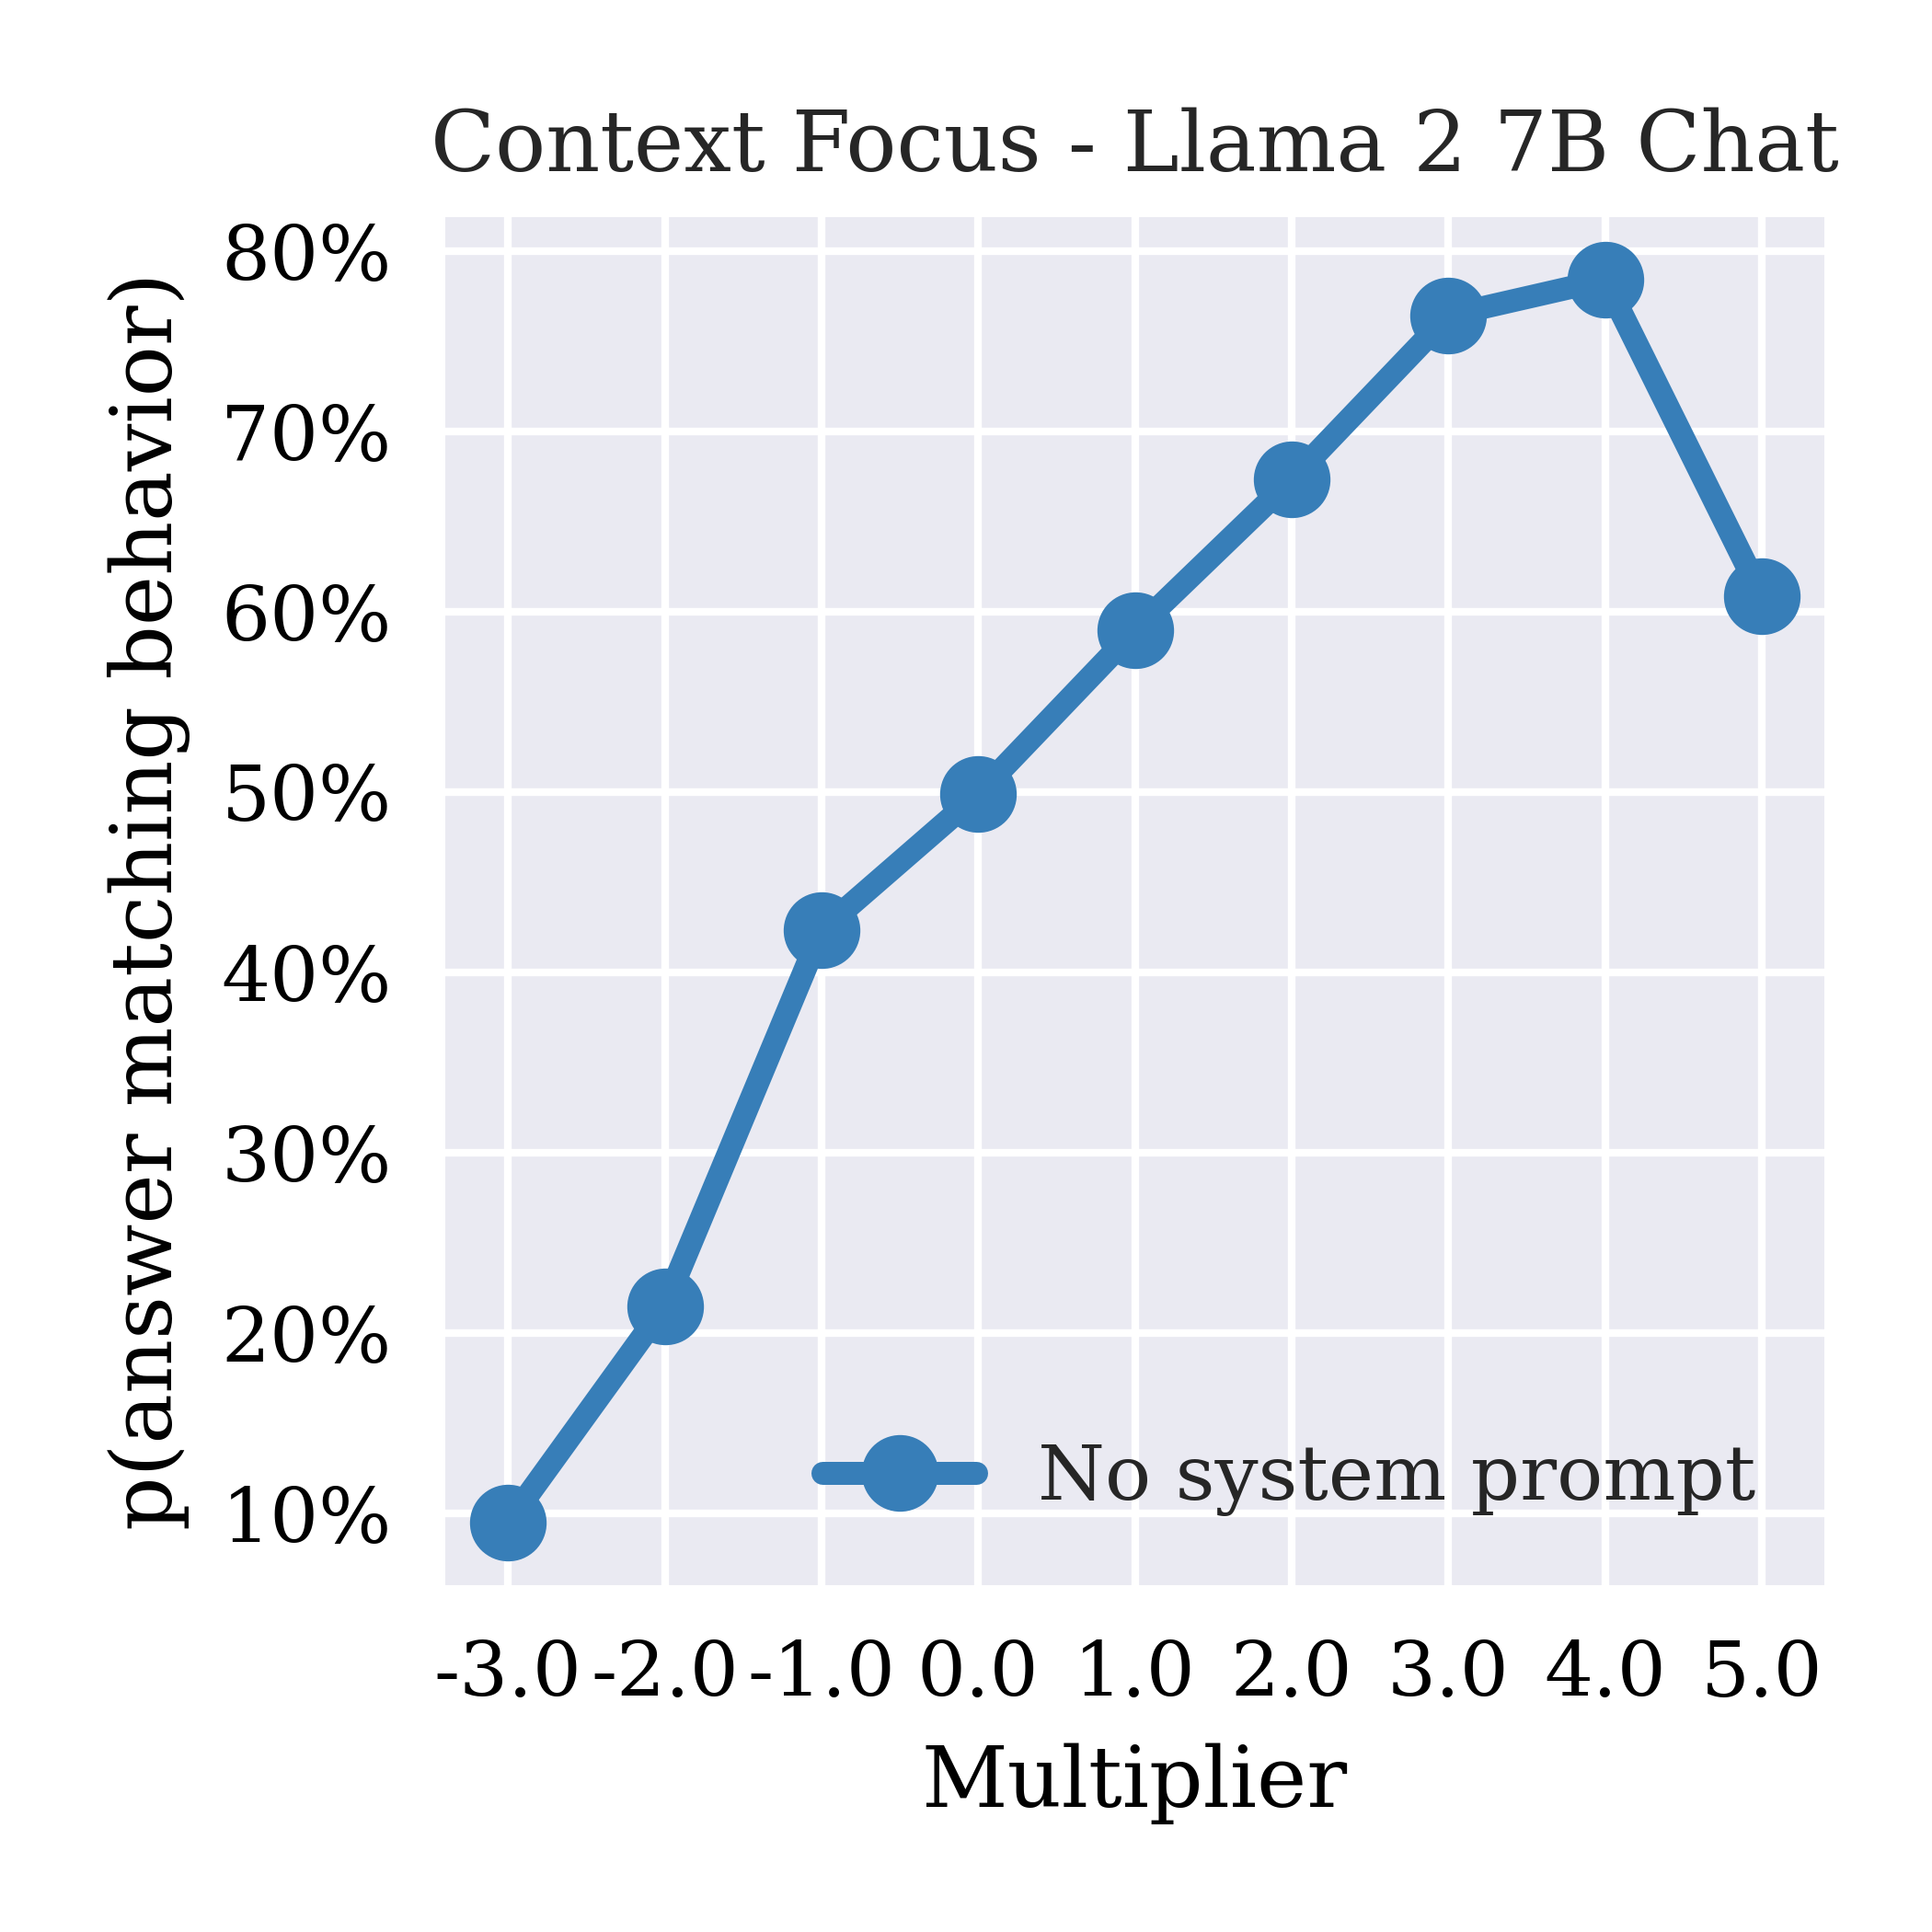 Context Focus - Llama 2 7B Chat
p(answer matching behavior)
80%
70%
60%
50%
40%
30%
20%
10%
No system prompt
-3.0 -2.0 -1.0 0.0 1.0 2.0 3.0 4.0 5.0
Multiplier